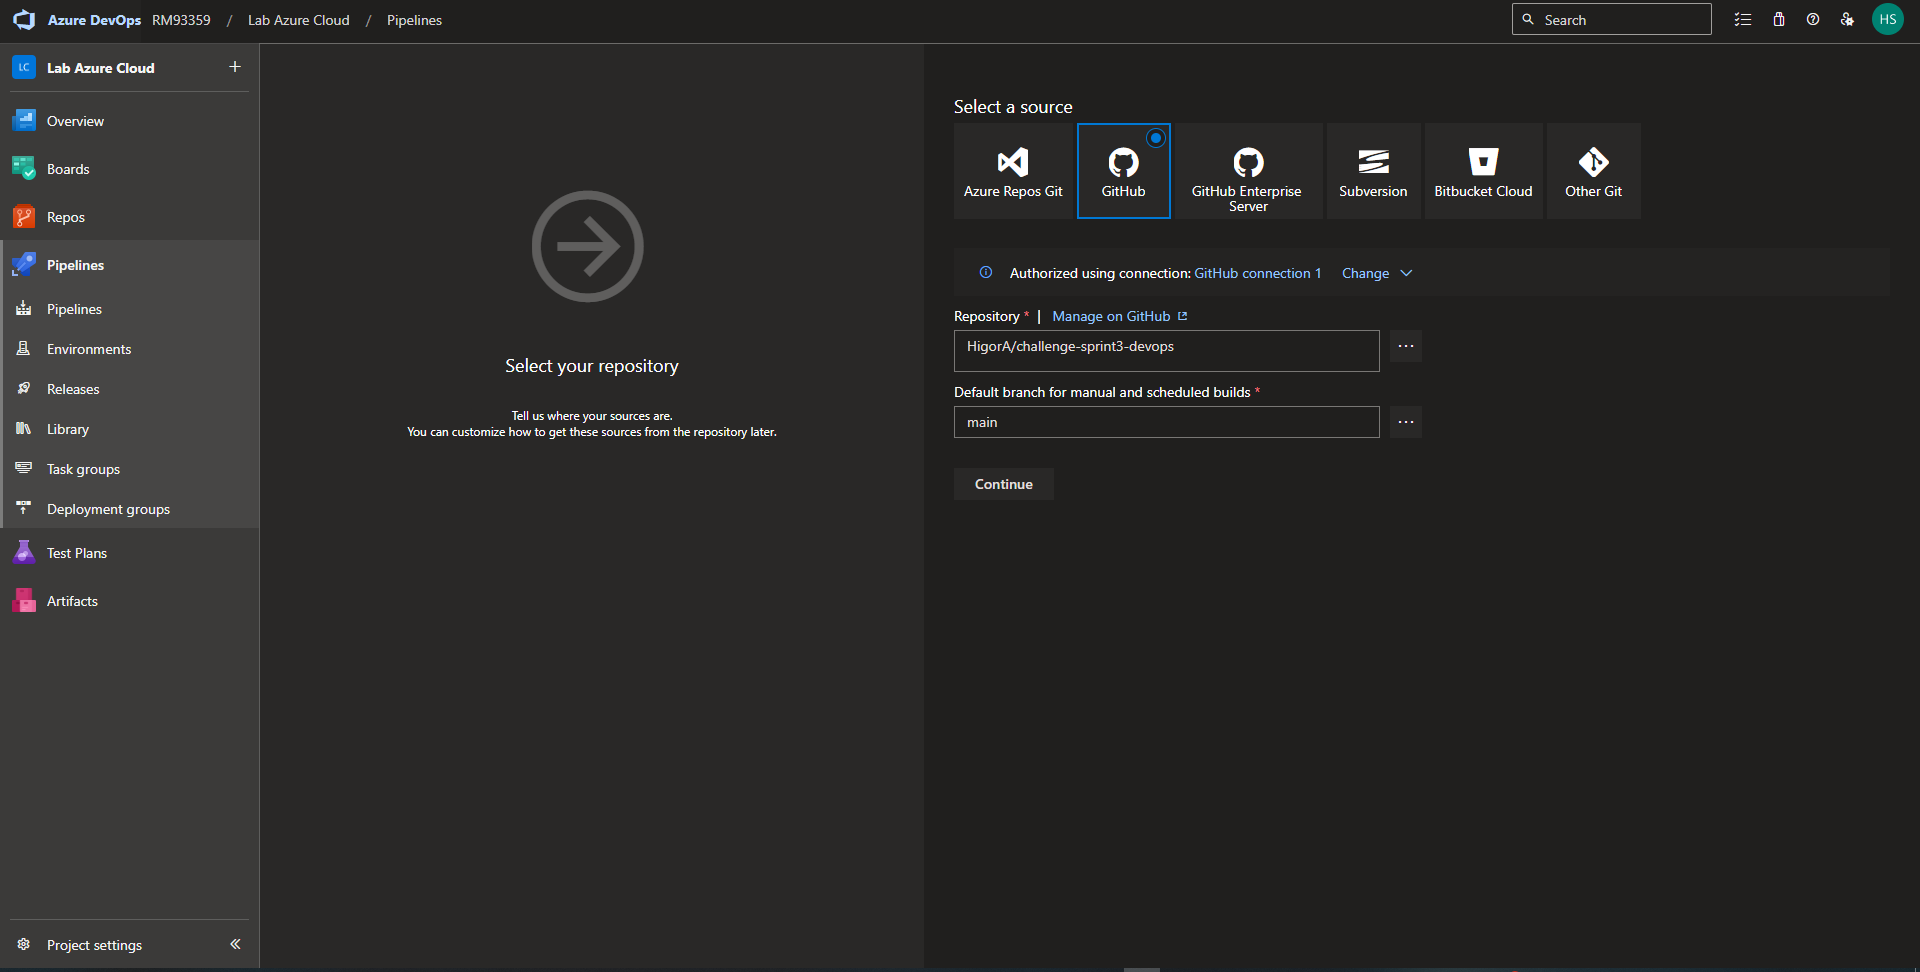 Azure DevOps RM93359 / Lab Azure Cloud / Pipelines
Search
HS
LC Lab Azure Cloud +
Overview
Boards
Repos
Pipelines
Pipelines
Environments
Releases
Library
Task groups
Deployment groups
Test Plans
Artifacts
Project settings
Select your repository
Tell us where your sources are.
You can customize how to get these sources from the repository later.
Select a source
Azure Repos Git
GitHub
GitHub Enterprise
Server
Subversion
Bitbucket Cloud
Other Git
Authorized using connection: GitHub connection 1 Change
Repository * | Manage on GitHub
HigorA/challenge-sprint3-devops
...
Default branch for manual and scheduled builds *
main
...
Continue